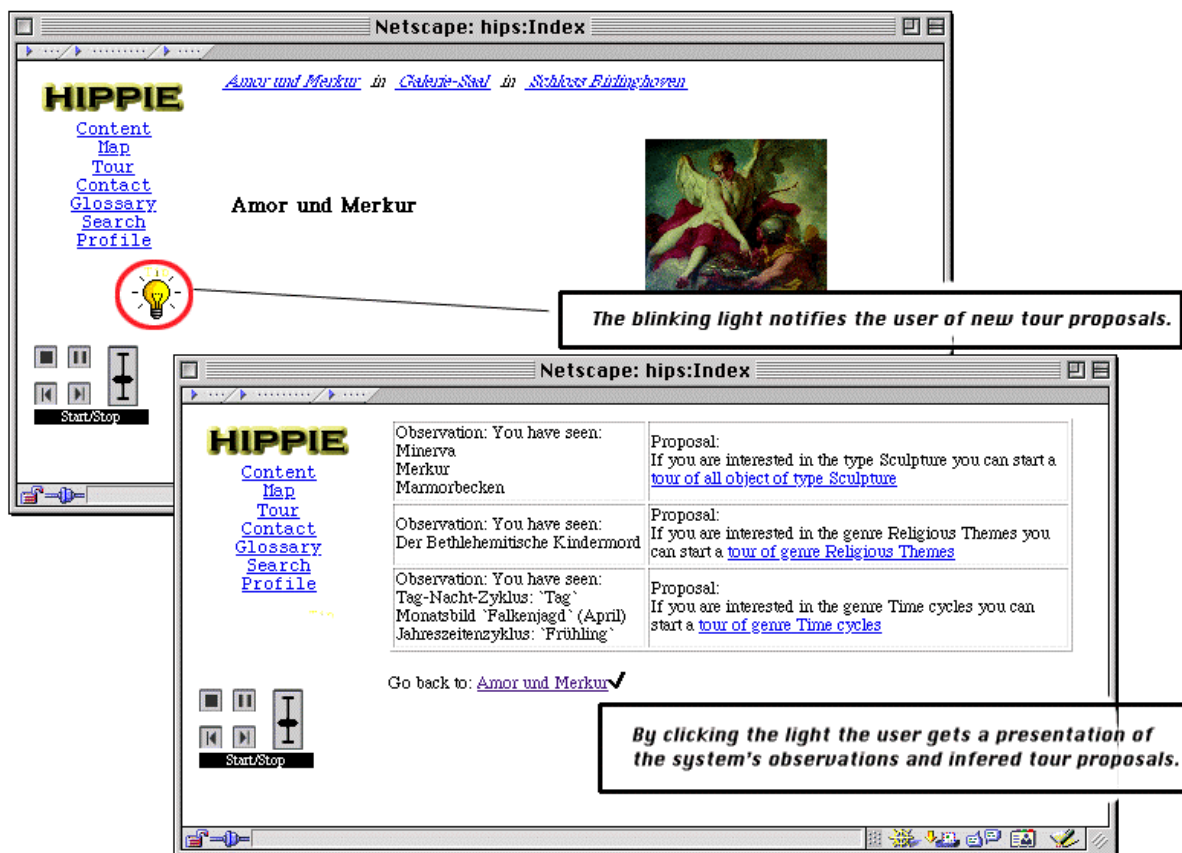 Netscape: hips:Index
HIPPIE
Content
Map
Tour
Contact
Glossary
Search
Profile
Amor und Merkur in Galerie-Saal in Schloss Birlinghoven
Amor und Merkur
The blinking light notifies the user of new tour proposals.
Start/Stop
Netscape: hips:Index
HIPPIE
Content
Map
Tour
Contact
Glossary
Search
Profile
Observation: You have seen:
Minerva
Merkur
Marmorbecken
Proposal:
If you are interested in the type Sculpture you can start a
tour of all object of type Sculpture
Observation: You have seen:
Der Bethlehemitische Kindermord
Proposal:
If you are interested in the genre Religious Themes you
can start a tour of genre Religious Themes
Observation: You have seen:
Tag-Nacht-Zyklus: `Tag`
Monatsbild `Falkenjagd` (April)
Jahreszeitenzyklus: `Frühling`
Proposal:
If you are interested in the genre Time cycles you can
start a tour of genre Time cycles
Go back to: Amor und Merkur
Start/Stop
By clicking the light the user gets a presentation of
the system's observations and infered tour proposals.